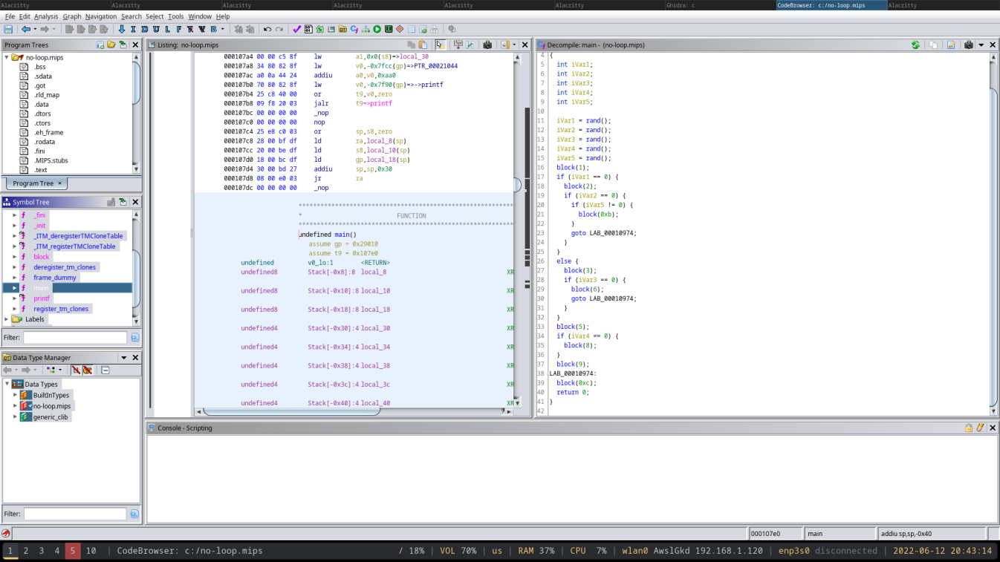 Alacritty Alacritty Alacritty Alacritty Alacritty Alacritty Ghidra: c CodeBrowser: c:/no-loop.mips Alacritty
File Edit Analysis Graph Navigation Search Select Tools Window Help
I D U L F V B
Program Trees
no-loop.mips
.bss
.sdata
.got
.rld_map
.data
.dtors
.ctors
.eh_frame
.rodata
.fini
.MIPS.stubs
.text
Program Tree ×
Symbol Tree
f _fini
f _init
f _ITM_deregisterTMCloneTable
f _ITM_registerTMCloneTable
f block
f deregister_tm_clones
f frame_dummy
f main
f printf
f register_tm_clones
Labels
Filter:
Data Type Manager
Data Types
BuiltInTypes
no-loop.mips
generic_clib
Filter:
Listing: no-loop.mips
000107a4 00 00 c5 8f lw a1,0x0(s8)=>local_30
000107a8 34 80 82 8f lw v0,-0x7fcc(gp)=>PTR_00021044
000107ac a0 0a 44 24 addiu a0,v0,0xaa0
000107b0 70 80 82 8f lw v0,-0x7f90(gp)=>->printf
000107b4 25 c8 40 00 or t9,v0,zero
000107b8 09 f8 20 03 jalr t9=>printf
000107bc 00 00 00 00 _nop
000107c0 00 00 00 00 nop
000107c4 25 e8 c0 03 or sp,s8,zero
000107c8 28 00 bf df ld ra,local_8(sp)
000107cc 20 00 be df ld s8,local_10(sp)
000107d0 18 00 bc df ld gp,local_18(sp)
000107d4 30 00 bd 27 addiu sp,sp,0x30
000107d8 08 00 e0 03 jr ra
000107dc 00 00 00 00 _nop
* FUNCTION
undefined main()
assume gp = 0x29010
assume t9 = 0x107e0
undefined v0_lo:1 <RETURN>
undefined8 Stack[-0x8]:8 local_8 XR
undefined8 Stack[-0x10]:8 local_10 XR
undefined8 Stack[-0x18]:8 local_18 XR
undefined4 Stack[-0x30]:4 local_30 XR
undefined4 Stack[-0x34]:4 local_34 XR
undefined4 Stack[-0x38]:4 local_38 XR
undefined4 Stack[-0x3c]:4 local_3c XR
undefined4 Stack[-0x40]:4 local_40 XR
Decompile: main - (no-loop.mips)
4 {
5 int iVar1;
6 int iVar2;
7 int iVar3;
8 int iVar4;
9 int iVar5;
10
11 iVar1 = rand();
12 iVar2 = rand();
13 iVar3 = rand();
14 iVar4 = rand();
15 iVar5 = rand();
16 block(1);
17 if (iVar1 == 0) {
18 block(2);
19 if (iVar2 == 0) {
20 if (iVar5 != 0) {
21 block(0xb);
22 }
23 goto LAB_00010974;
24 }
25 }
26 else {
27 block(3);
28 if (iVar3 == 0) {
29 block(6);
30 goto LAB_00010974;
31 }
32 }
33 block(5);
34 if (iVar4 == 0) {
35 block(8);
36 }
37 block(9);
38 LAB_00010974:
39 block(0xc);
40 return 0;
41 }
42
Console - Scripting
000107e0 main addiu sp,sp,-0x40
1 2 3 4 5 10 | CodeBrowser: c:/no-loop.mips / 18% | VOL 70% | us | RAM 37% | CPU 7% | wlan0 AwslGkd 192.168.1.120 | enp3s0 disconnected | 2022-06-12 20:43:14